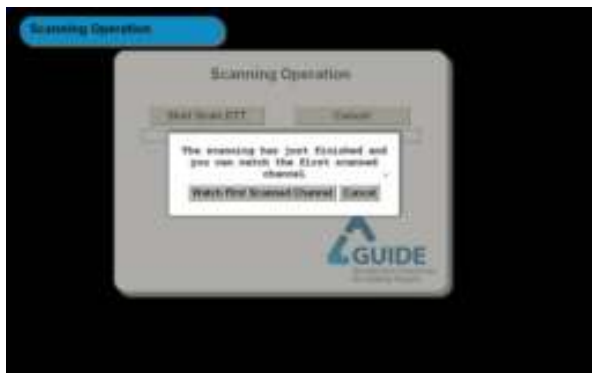 Scanning Operation
Scanning Operation
Start Scan DTT
Cancel
The scanning has just finished and
you can watch the first scanned
channel
Watch First Scanned Channel Cancel
GUIDE